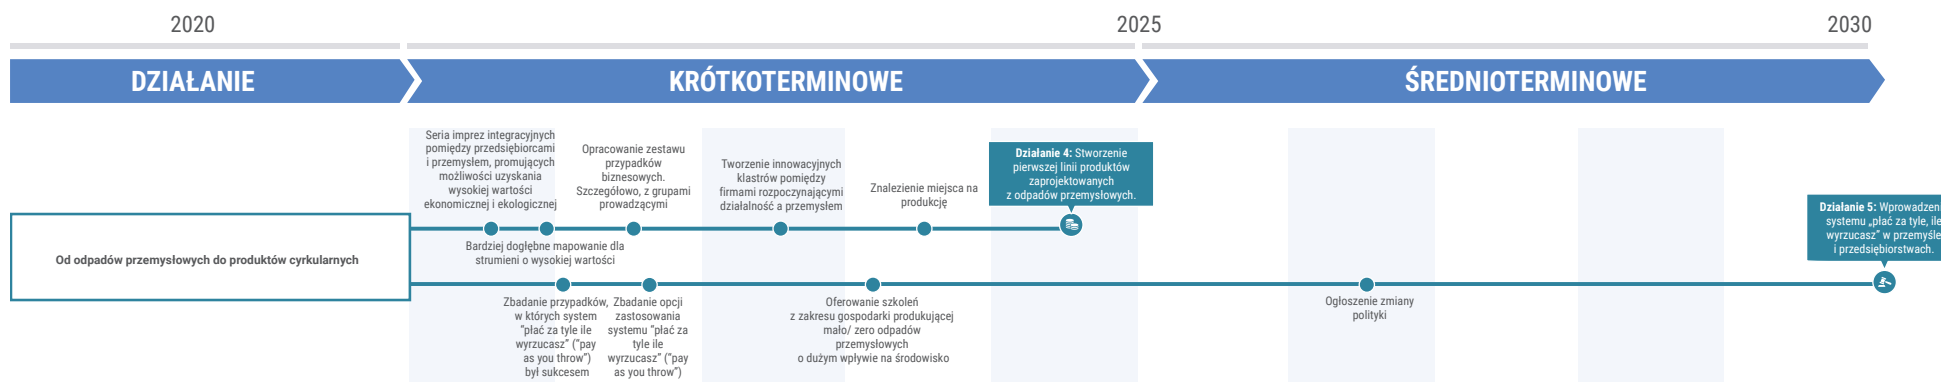 2020
2025
2030
DZIAŁANIE
KRÓTKOTERMINOWE
ŚREDNIOTERMINOWE
Seria imprez integracyjnych
pomiędzy przedsiębiorcami
i przemysłem, promujących
możliwości uzyskania
wysokiej wartości
ekonomicznej i ekologicznej
Opracowanie zestawu
przypadków
biznesowych.
Szczegółowo, z grupami
prowadzącymi
Tworzenie innowacyjnych
klastrów pomiędzy
firmami rozpoczynającymi
działalność a przemysłem
Znalezienie miejsca na
produkcję
Działanie 4: Stworzenie
pierwszej linii produktów
zaprojektowanych
z odpadów przemysłowych.
Działanie 5: Wprowadzeni
systemu „płać za tyle, ile
wyrzucasz” w przemyśle
i przedsiębiorstwach.
Od odpadów przemysłowych do produktów cyrkularnych
Bardziej dogłębne mapowanie dla
strumieni o wysokiej wartości
Zbadanie przypadków,
w których system
“płać za tyle ile
wyrzucasz” (“pay
as you throw”)
był sukcesem
Zbadanie opcji
zastosowania
systemu “płać za
tyle ile
wyrzucasz” (“pay
as you throw”)
Oferowanie szkoleń
z zakresu gospodarki produkującej
mało/ zero odpadów
przemysłowych
o dużym wpływie na środowisko
Ogłoszenie zmiany
polityki